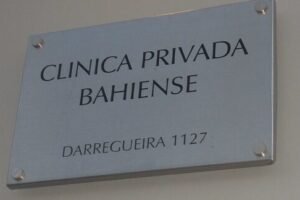 CLINICA PRIVADA
BAHIENSE
DARREGUEIRA 1127